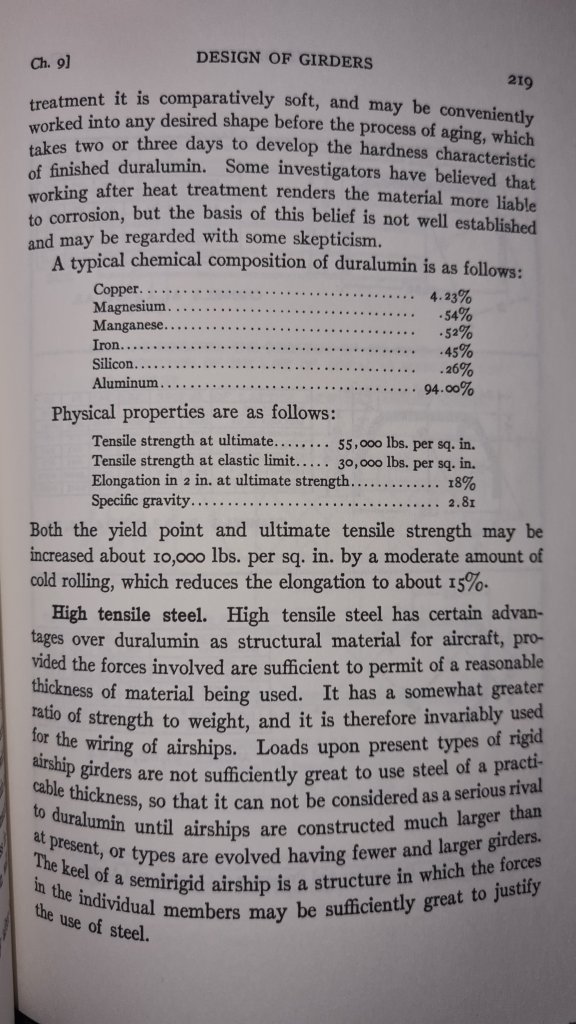 Ch. 9]
DESIGN OF GIRDERS
219
treatment it is comparatively soft, and may be conveniently
worked into any desired shape before the process of aging, which
takes two or three days to develop the hardness characteristic
of finished duralumin. Some investigators have believed that
working after heat treatment renders the material more liable
to corrosion, but the basis of this belief is not well established
and may be regarded with some skepticism.
A typical chemical composition of duralumin is as follows:
Copper..................................... 4.23%
Magnesium.................................. .54%
Manganese.................................. .52%
Iron....................................... .45%
Silicon.................................... .26%
Aluminum................................... 94.00%
Physical properties are as follows:
Tensile strength at ultimate........ 55,000 lbs. per sq. in.
Tensile strength at elastic limit..... 30,000 lbs. per sq. in.
Elongation in 2 in. at ultimate strength............ 18%
Specific gravity.................................. 2.81
Both the yield point and ultimate tensile strength may be
increased about 10,000 lbs. per sq. in. by a moderate amount of
cold rolling, which reduces the elongation to about 15%.
High tensile steel. High tensile steel has certain advan-
tages over duralumin as structural material for aircraft, pro-
vided the forces involved are sufficient to permit of a reasonable
thickness of material being used. It has a somewhat greater
ratio of strength to weight, and it is therefore invariably used
for the wiring of airships. Loads upon present types of rigid
airship girders are not sufficiently great to use steel of a practi-
cable thickness, so that it can not be considered as a serious rival
to duralumin until airships are constructed much larger than
at present, or types are evolved having fewer and larger girders.
The keel of a semirigid airship is a structure in which the forces
in the individual members may be sufficiently great to justify
the use of steel.